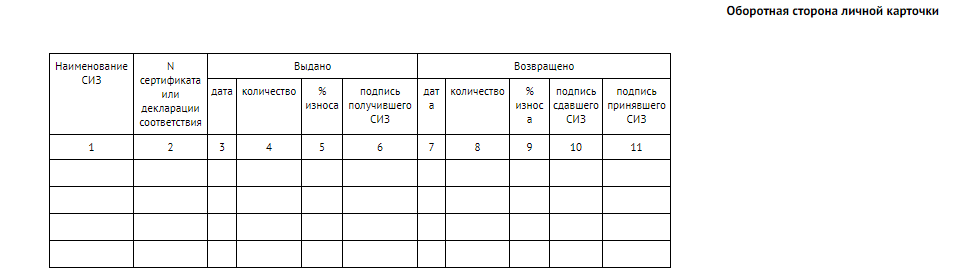 Оборотная сторона личной карточки
Наименование СИЗ
N сертификата или декларации соответствия
Выдано
Возвращено
дата
количество
% износа
подпись получившего СИЗ
дат а
количество
% износ а
подпись сдавшего СИЗ
подпись принявшего СИЗ
1 2 3 4 5 6 7 8 9 10 11